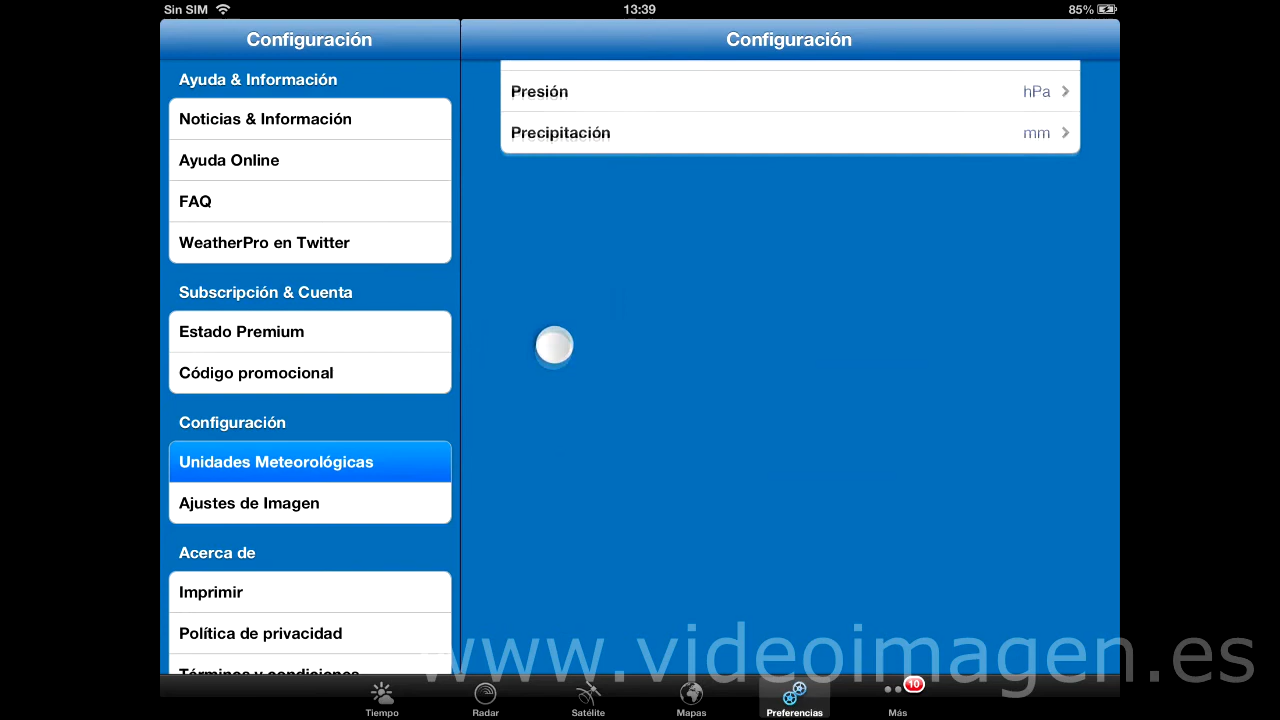 Sin SIM
13:39
85%
Configuración
Configuración
Ayuda & Información
Noticias & Información
Ayuda Online
FAQ
WeatherPro en Twitter
Subscripción & Cuenta
Estado Premium
Código promocional
Configuración
Unidades Meteorológicas
Ajustes de Imagen
Acerca de
Imprimir
Política de privacidad
Términos y condiciones
Presión hPa
Precipitación mm
www.videoimagen.es
Tiempo
Radar
Satélite
Mapas
Preferencias
10
Más